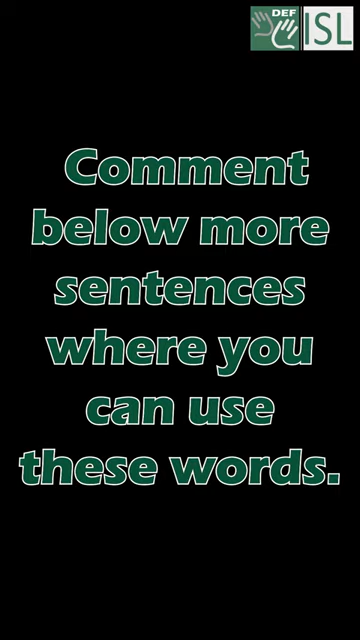 DEF
ISL
Comment
below more
sentences
where you
can use
these words.